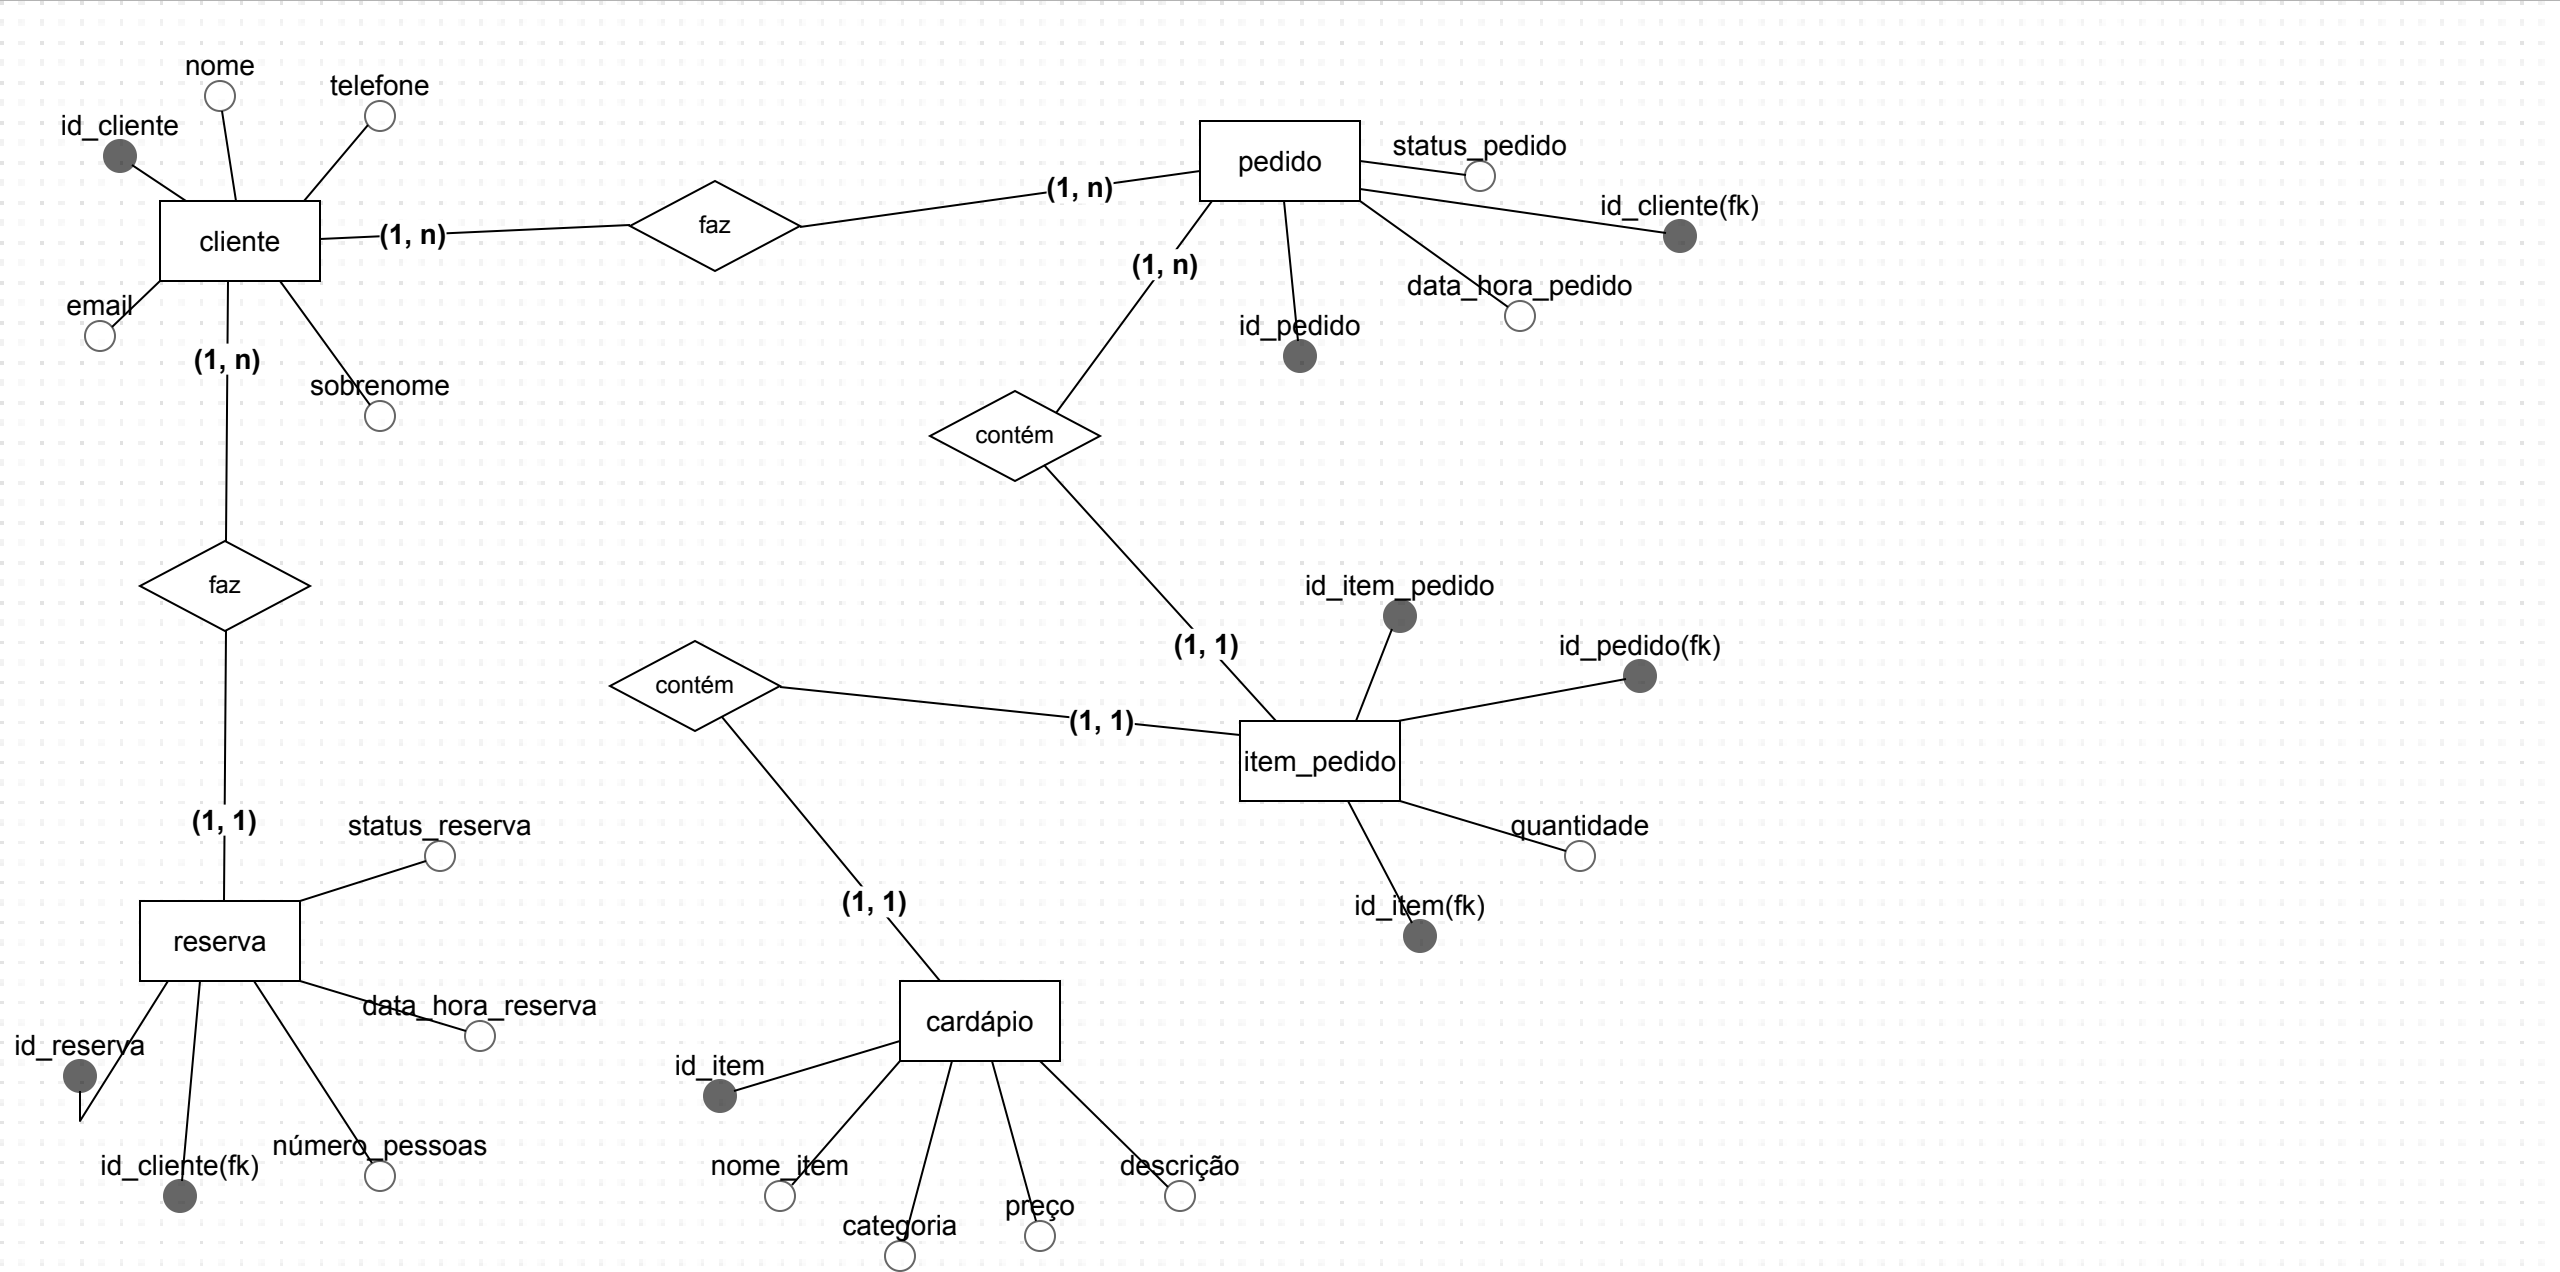 nome
telefone
id_cliente
cliente
(1, n)
faz
(1, n)
pedido
status_pedido
id_cliente(fk)
data_hora_pedido
id_pedido
(1, n)
email
(1, n)
sobrenome
contém
faz
id_item_pedido
id_pedido(fk)
(1, 1)
contém
(1, 1)
item_pedido
quantidade
id_item(fk)
(1, 1)
status_reserva
(1, 1)
reserva
data_hora_reserva
id_reserva
id_cliente(fk)
número_pessoas
cardápio
id_item
nome_item
categoria
preço
descrição